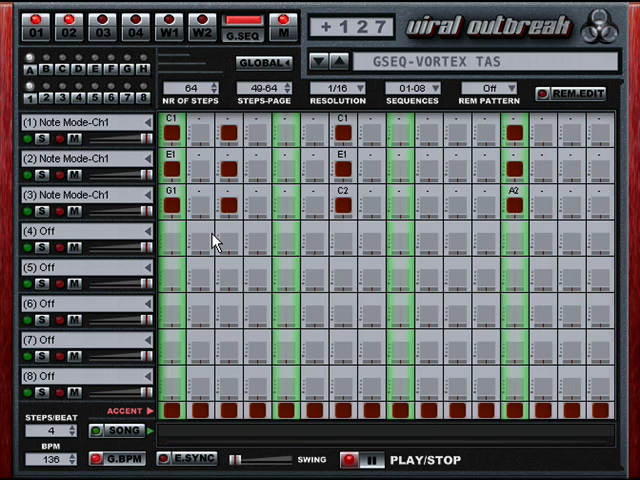 01 02 03 04 W1 W2 G.SEQ M +127 viral outbreak
A B C D E F G H GLOBAL GSEQ-VORTEX TAS
1 2 3 4 5 6 7 8 64 49-64 1/16 01-08 Off REM.EDIT
NR OF STEPS STEPS-PAGE RESOLUTION SEQUENCES REM PATTERN
(1) Note Mode-Ch1 C1 - - - - - C1 - - - - - - - - -
S M
(2) Note Mode-Ch1 E1 - - - - - E1 - - - - - - - - -
S M
(3) Note Mode-Ch1 G1 - - - - - C2 - - - - - A2 - - -
S M
(4) Off
S M
(5) Off
S M
(6) Off
S M
(7) Off
S M
(8) Off
S M
STEPS/BEAT ACCENT
4 SONG
BPM
136 G.BPM E.SYNC SWING PLAY/STOP